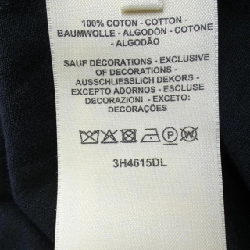 100% COTON - COTTON -
BAUMWOLLE - ALGODON - COTONE
- ALGODÃO
SAUF DÉCORATIONS - EXCLUSIVE
OF DECORATIONS -
AUSSCHLIESSLICH DEKORS -
EXCEPTO ADORNOS - ESCLUSE
DECORAZIONI - EXCETO:
DECORAÇÕES
P W
3H4615DL